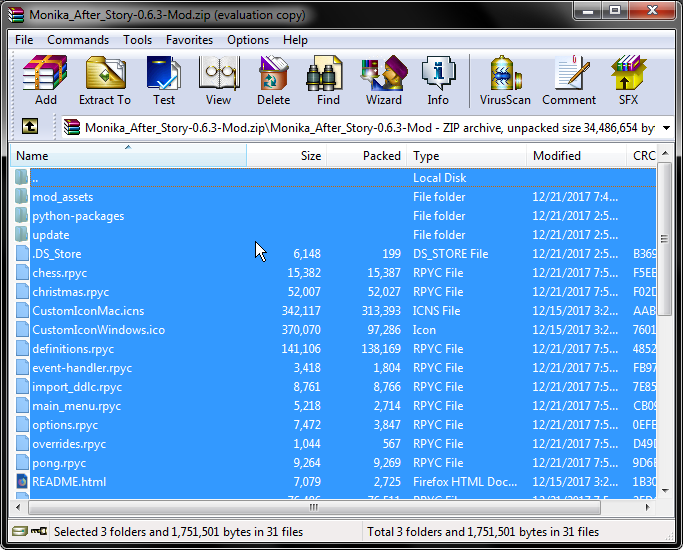 Monika_After_Story-0.6.3-Mod.zip (evaluation copy)
File Commands Tools Favorites Options Help
Add Extract To Test View Delete Find Wizard Info VirusScan Comment SFX
Monika_After_Story-0.6.3-Mod.zip\Monika_After_Story-0.6.3-Mod - ZIP archive, unpacked size 34,486,654 by
Name Size Packed Type Modified CRC
.. Local Disk
mod_assets File folder 12/21/2017 7:4...
python-packages File folder 12/21/2017 2:5...
update File folder 12/21/2017 2:5...
.DS_Store 6,148 199 DS_STORE File 12/21/2017 2:5... B369
chess.rpyc 15,382 15,387 RPYC File 12/21/2017 7:5... F5EE
christmas.rpyc 52,007 52,027 RPYC File 12/21/2017 7:5... F02D
CustomIconMac.icns 342,117 313,393 ICNS File 12/15/2017 3:2... AAB
CustomIconWindows.ico 370,070 97,286 Icon 12/15/2017 3:2... 7601
definitions.rpyc 141,106 138,169 RPYC File 12/21/2017 7:5... 4852
event-handler.rpyc 3,418 1,804 RPYC File 12/21/2017 7:5... FB97
import_ddlc.rpyc 8,761 8,766 RPYC File 12/21/2017 7:5... 7E85
main_menu.rpyc 5,218 2,714 RPYC File 12/21/2017 7:5... CB09
options.rpyc 7,472 3,847 RPYC File 12/21/2017 7:5... 0EFE
overrides.rpyc 1,044 567 RPYC File 12/21/2017 7:5... D49D
pong.rpyc 9,264 9,269 RPYC File 12/21/2017 7:5... 9D6E
README.html 7,079 2,725 Firefox HTML Doc... 12/15/2017 3:2... 1B30
Selected 3 folders and 1,751,501 bytes in 31 files Total 3 folders and 1,751,501 bytes in 31 files